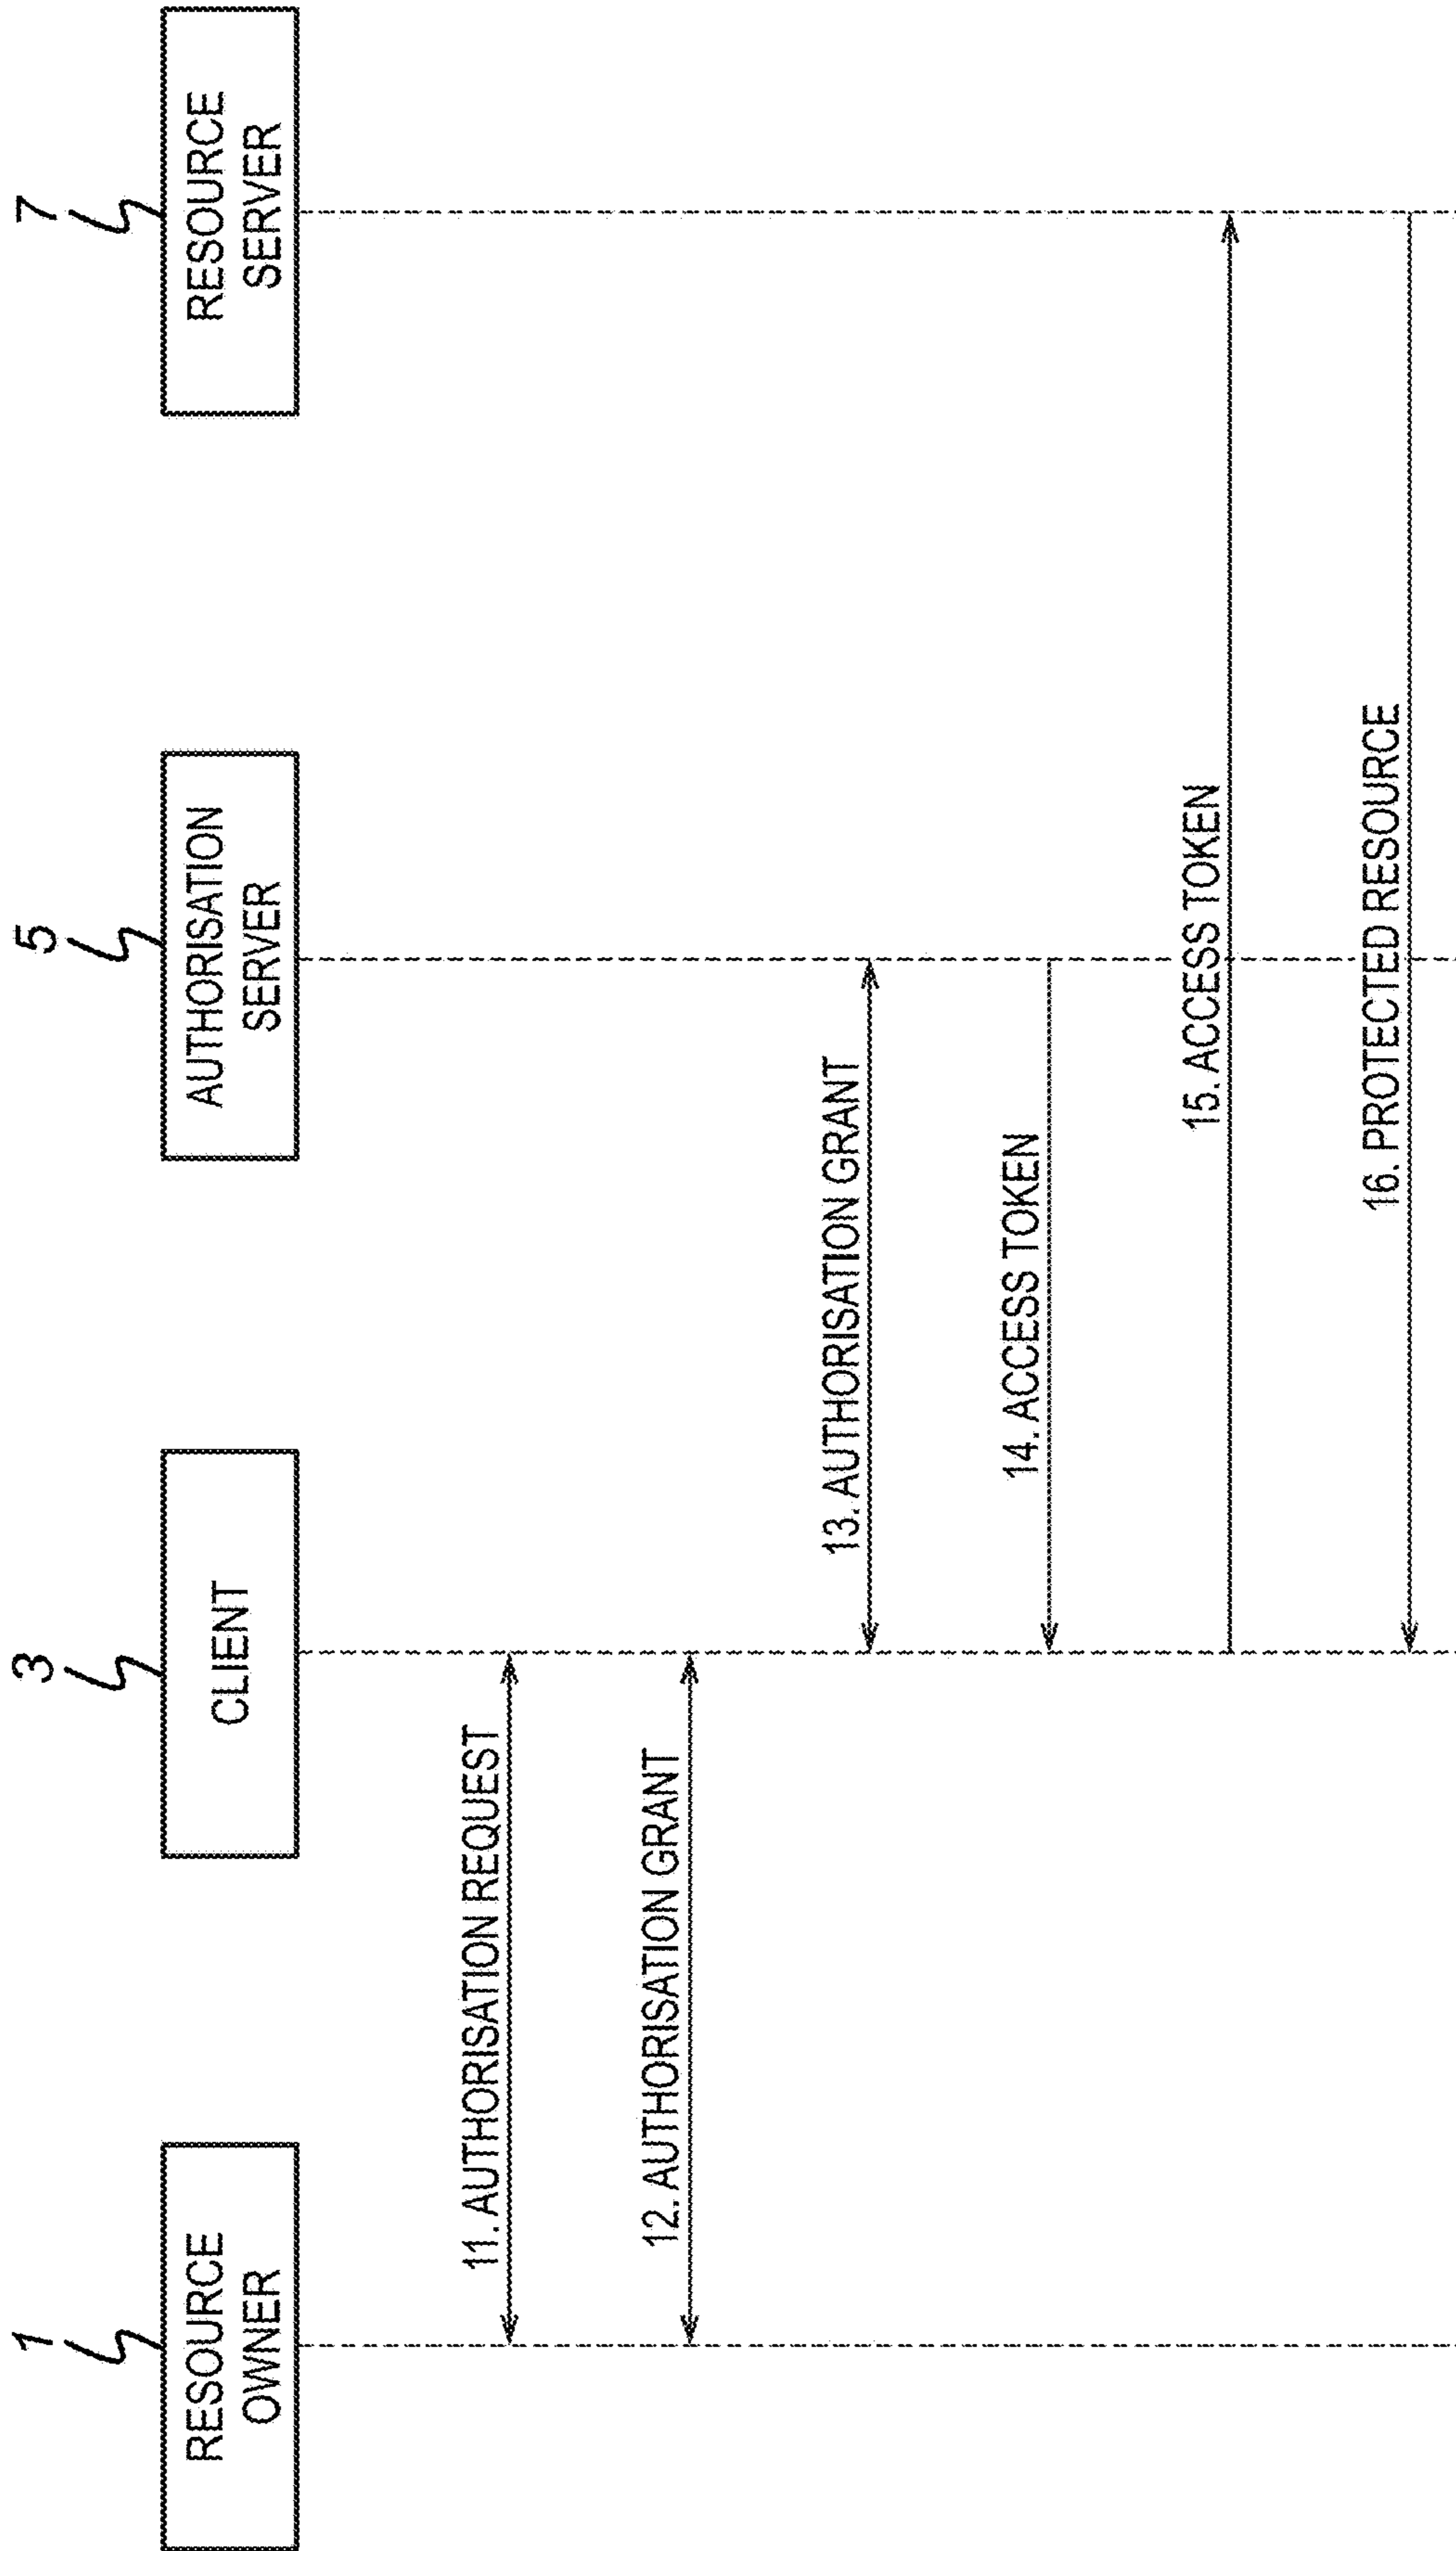 1
RESOURCE
OWNER
3
CLIENT
5
AUTHORISATION
SERVER
7
RESOURCE
SERVER
11. AUTHORISATION REQUEST
12. AUTHORISATION GRANT
13. AUTHORISATION GRANT
14. ACCESS TOKEN
15. ACCESS TOKEN
16. PROTECTED RESOURCE